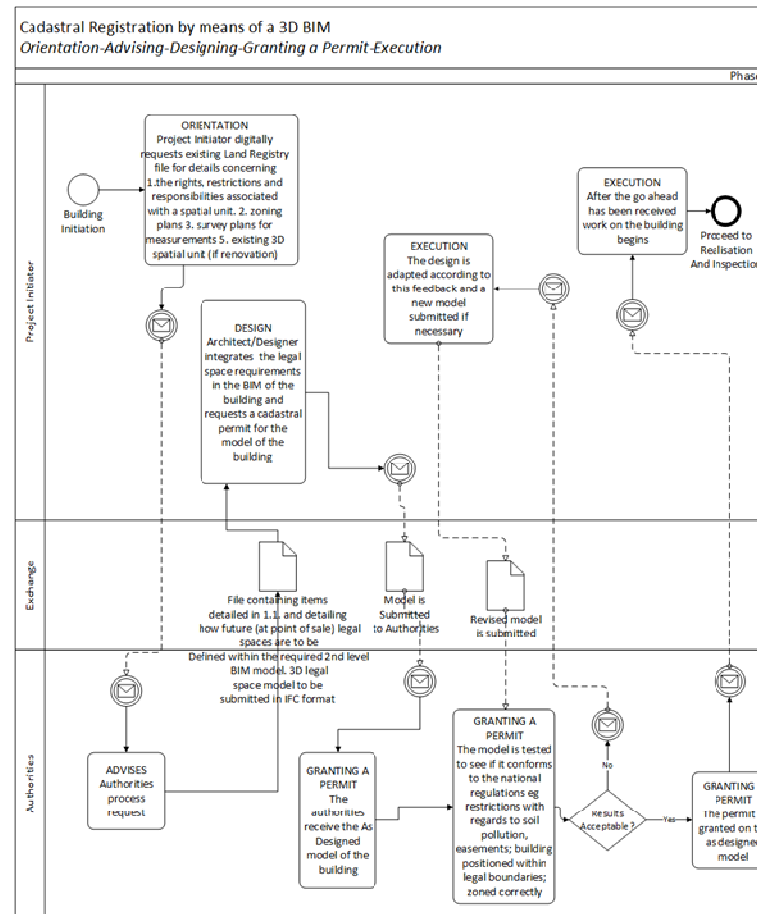 Cadastral Registration by means of a 3D BIM
Orientation-Advising-Designing-Granting a Permit-Execution
Phase
Project Initiator
Building
Initiation
ORIENTATION
Project Initiator digitally
requests existing Land Registry
file for details concerning
1.the rights, restrictions and
responsibilities associated
with a spatial unit. 2. zoning
plans 3. survey plans for
measurements 5. existing 3D
spatial unit (if renovation)
DESIGN
Architect/Designer
integrates the legal
space requirements
in the BIM of the
building and
requests a cadastral
permit for the
model of the
building
EXECUTION
The design is
adapted according to
this feedback and a
new model
submitted if
necessary
EXECUTION
After the go ahead
has been received
work on the building
begins
Proceed to
Realisation
And Inspection
Exchange
File containing items
detailed in 1.1. and detailing
how future (at point of sale) legal
spaces are to be
Defined within the required 2nd level
BIM model. 3D legal
space model to be
submitted in IFC format
Model is
Submitted
to Authorities
Revised model
is submitted
Authorities
ADVISES
Authorities
process
request
GRANTING A
PERMIT
The
authorities
receive the As
Designed
model of the
building
GRANTING A
PERMIT
The model is tested
to see if it conforms
to the national
regulations eg
restrictions with
regards to soil
pollution,
easements; building
positioned within
legal boundaries;
zoned correctly
Results
Acceptable?
No
Yes
GRANTING
PERMIT
The permit
granted on t
as designed
model